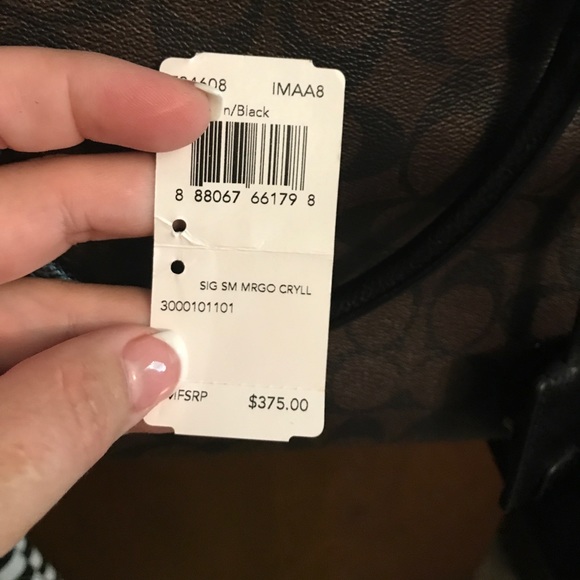 IMAA8
n/Black
8 88067 66179 8
SIG SM MRGO CRYLL
3000101101
MFSRP $375.00